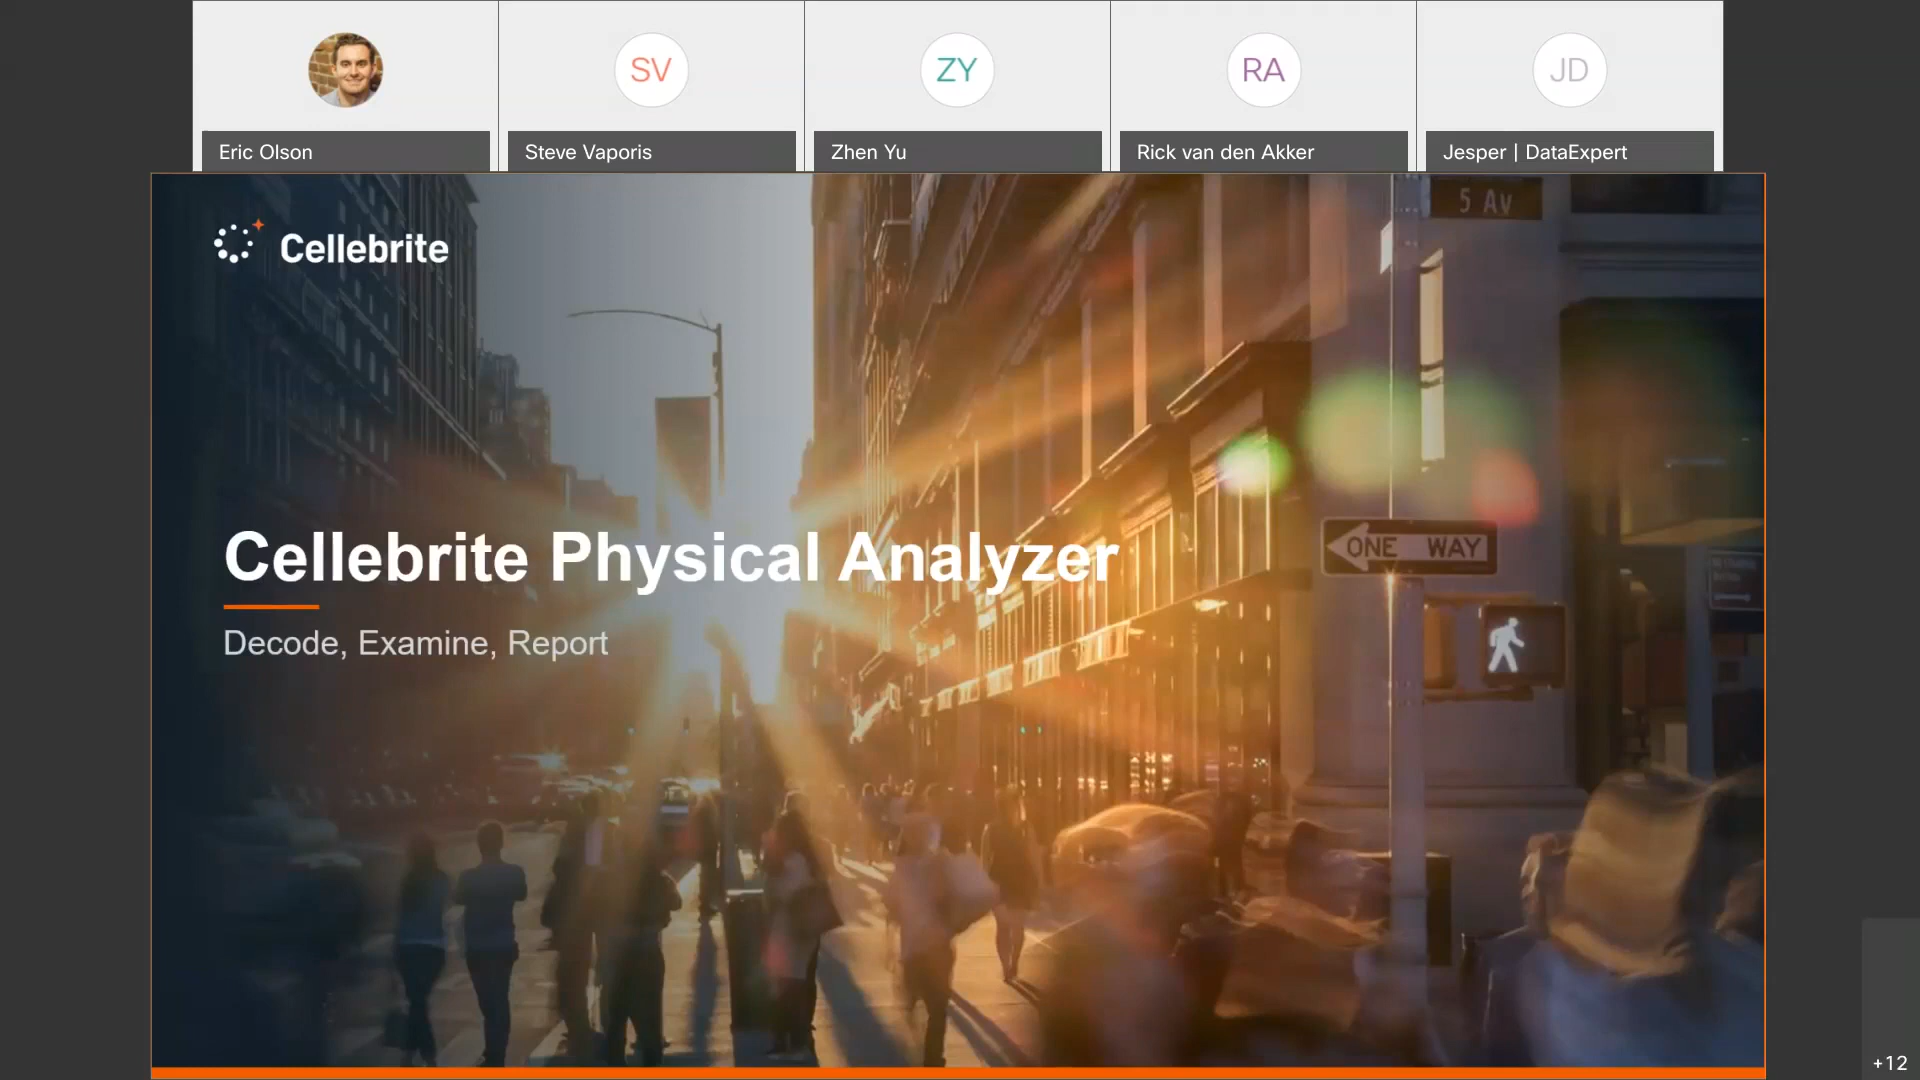 SV
ZY
RA
JD
Eric Olson
Steve Vaporis
Zhen Yu
Rick van den Akker
Jesper | DataExpert
5 Av
Cellebrite
ONE WAY
Cellebrite Physical Analyzer
Decode, Examine, Report
+12